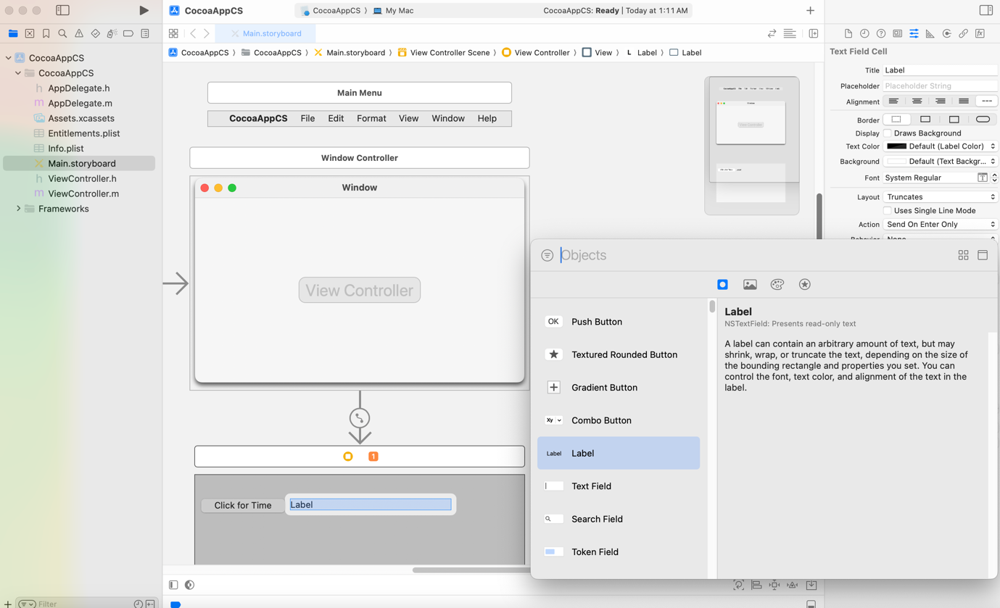 CocoaAppCS
CocoaAppCS 〉 My Mac
CocoaAppCS: Ready | Today at 1:11 AM
Main.storyboard
CocoaAppCS 〉 CocoaAppCS 〉 Main.storyboard 〉 View Controller Scene 〉 View Controller 〉 View 〉 L Label 〉 Label
CocoaAppCS
CocoaAppCS
h AppDelegate.h
m AppDelegate.m
Assets.xcassets
Entitlements.plist
Info.plist
Main.storyboard
h ViewController.h
m ViewController.m
Frameworks
Filter
Main Menu
CocoaAppCS File Edit Format View Window Help
Window Controller
Window
View Controller
1
Click for Time
Label
View Controller
Text Field Cell
Title Label
Placeholder Placeholder String
Alignment
Border
Display Draws Background
Text Color Default (Label Color)
Background Default (Text Backgr...
Font System Regular T
Layout Truncates
Uses Single Line Mode
Action Send On Enter Only
Objects
OK Push Button
Textured Rounded Button
Gradient Button
Xy Combo Button
Label Label
Text Field
Search Field
Token Field
Label
NSTextField: Presents read-only text
A label can contain an arbitrary amount of text, but may
shrink, wrap, or truncate the text, depending on the size of
the bounding rectangle and properties you set. You can
control the font, text color, and alignment of the text in the
label.